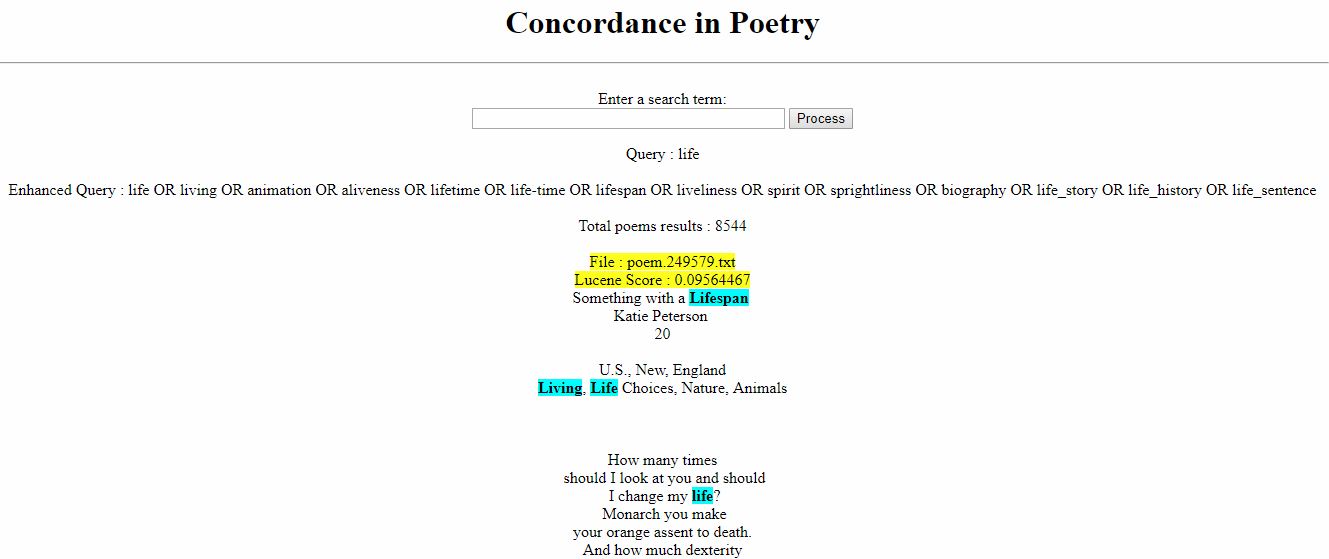 Concordance in Poetry
Enter a search term:
Process
Query : life
Enhanced Query : life OR living OR animation OR aliveness OR lifetime OR life-time OR lifespan OR liveliness OR spirit OR sprightliness OR biography OR life_story OR life_history OR life_sentence
Total poems results : 8544
File : poem.249579.txt
Lucene Score : 0.09564467
Something with a Lifespan
Katie Peterson
20
U.S., New, England
Living, Life Choices, Nature, Animals
How many times
should I look at you and should
I change my life?
Monarch you make
your orange assent to death.
And how much dexterity